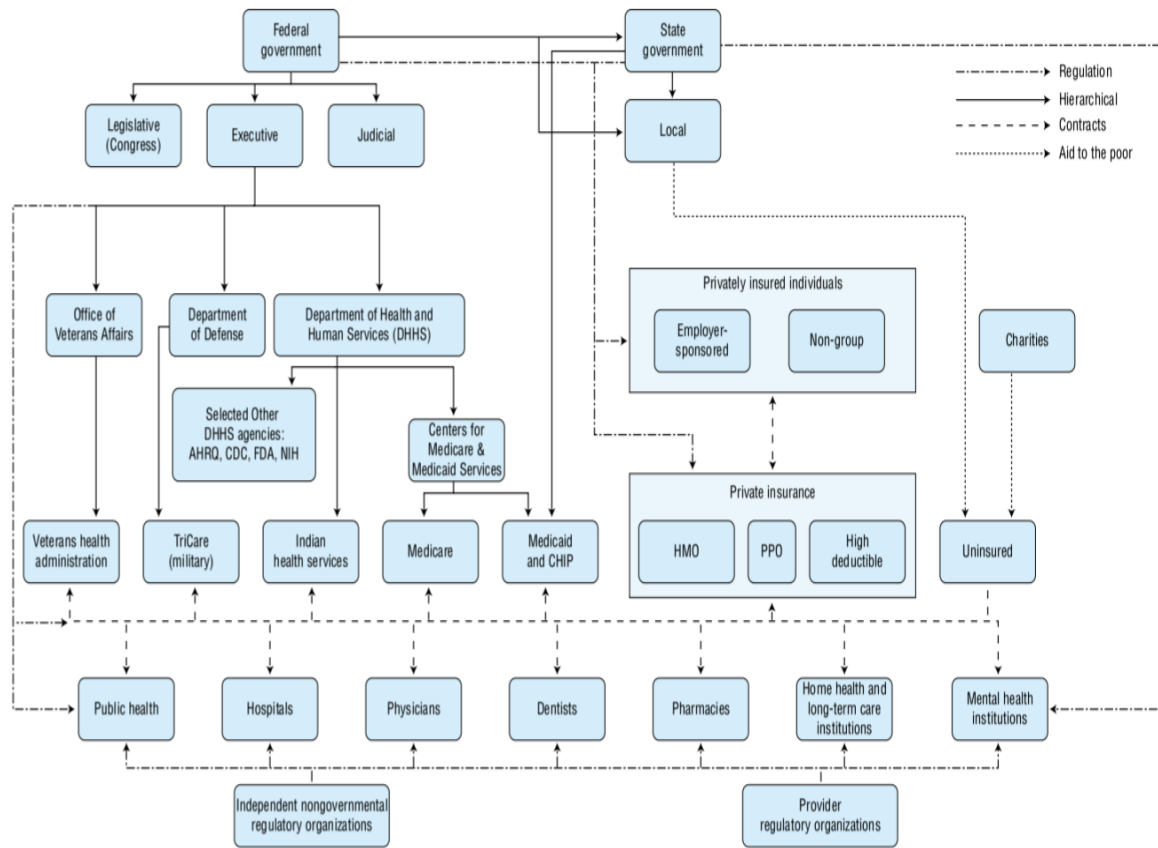 Federal
government
State
government
Regulation
Hierarchical
Contracts
Aid to the poor
Legislative
(Congress)
Executive
Judicial
Local
Privately insured individuals
Employer-
sponsored
Non-group
Charities
Office of
Veterans Affairs
Department
of Defense
Department of Health and
Human Services (DHHS)
Selected Other
DHHS agencies:
AHRQ, CDC, FDA, NIH
Centers for
Medicare &
Medicaid Services
Private insurance
HMO
PPO
High
deductible
Veterans health
administration
TriCare
(military)
Indian
health services
Medicare
Medicaid
and CHIP
Uninsured
Public health
Hospitals
Physicians
Dentists
Pharmacies
Home health and
long-term care
institutions
Mental health
institutions
Independent nongovernmental
regulatory organizations
Provider
regulatory organizations